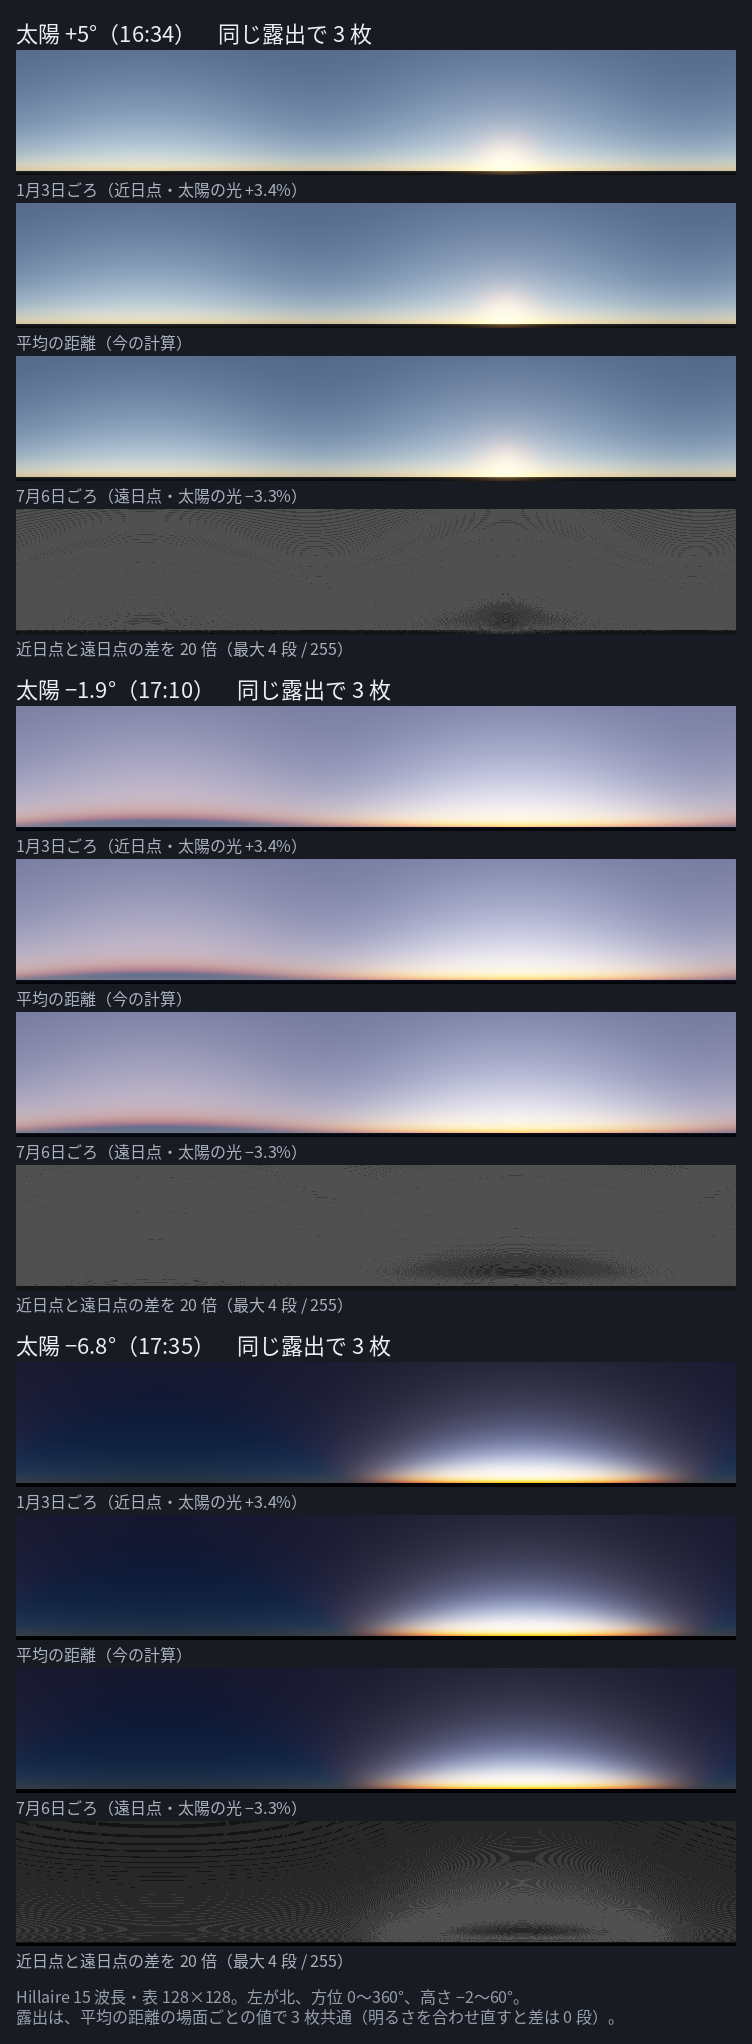 太陽 +5°（16:34）　同じ露出で 3 枚
1月3日ごろ（近日点・太陽の光 +3.4%）
平均の距離（今の計算）
7月6日ごろ（遠日点・太陽の光 −3.3%）
近日点と遠日点の差を 20 倍（最大 4 段 / 255）
太陽 −1.9°（17:10）　同じ露出で 3 枚
1月3日ごろ（近日点・太陽の光 +3.4%）
平均の距離（今の計算）
7月6日ごろ（遠日点・太陽の光 −3.3%）
近日点と遠日点の差を 20 倍（最大 4 段 / 255）
太陽 −6.8°（17:35）　同じ露出で 3 枚
1月3日ごろ（近日点・太陽の光 +3.4%）
平均の距離（今の計算）
7月6日ごろ（遠日点・太陽の光 −3.3%）
近日点と遠日点の差を 20 倍（最大 4 段 / 255）
Hillaire 15 波長・表 128×128。左が北、方位 0〜360°、高さ −2〜60°。
露出は、平均の距離の場面ごとの値で 3 枚共通（明るさを合わせ直すと差は 0 段）。